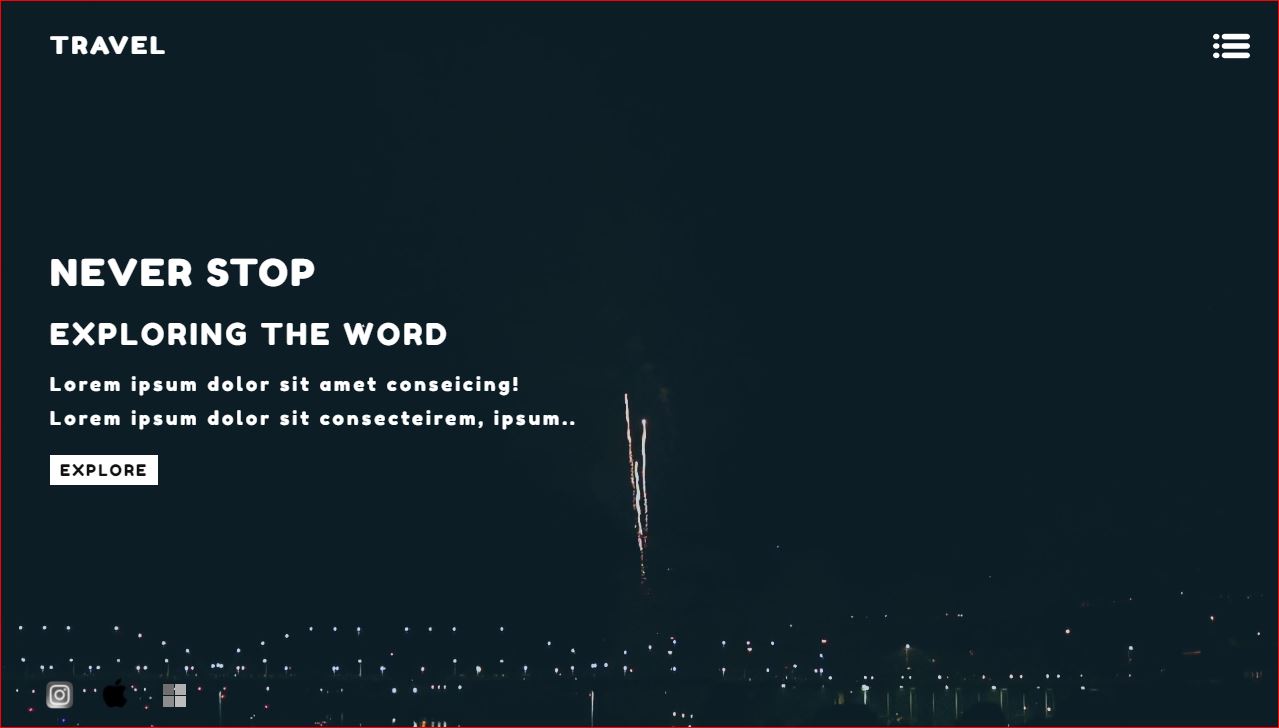 TRAVEL
NEVER STOP
EXPLORING THE WORD
Lorem ipsum dolor sit amet conseicing!
Lorem ipsum dolor sit consecteirem, ipsum..
EXPLORE